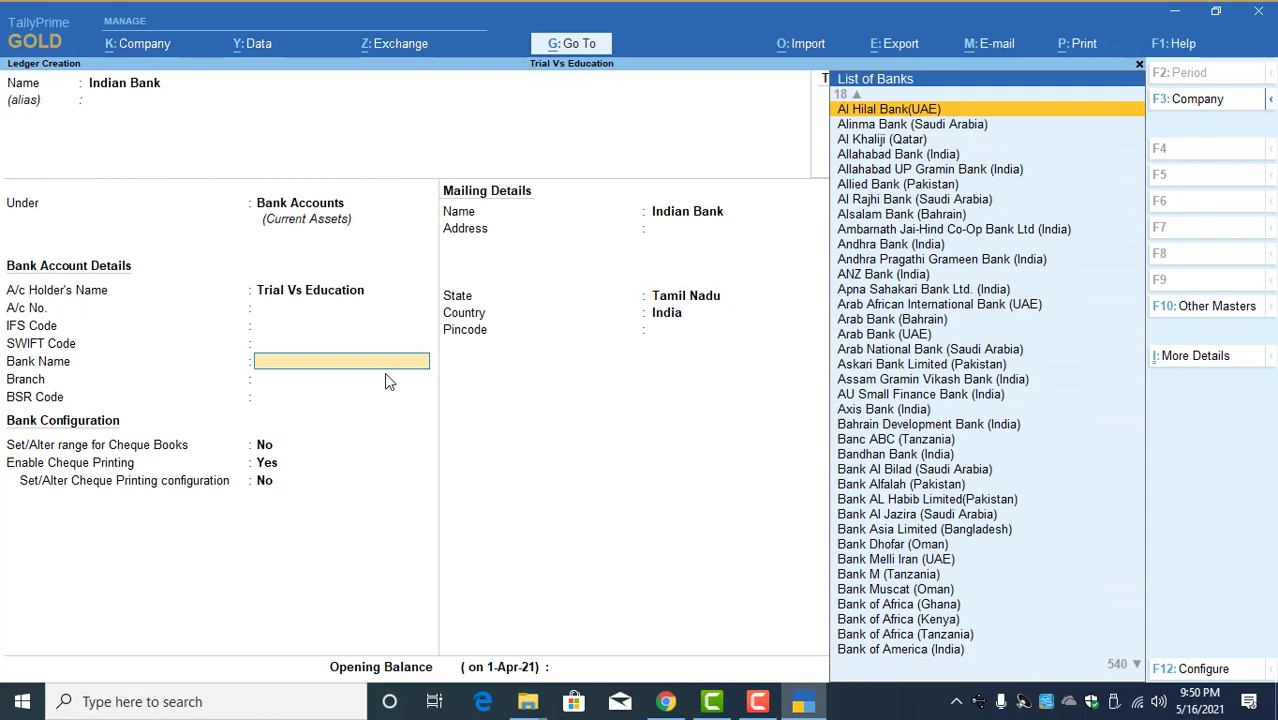 TallyPrime
GOLD
MANAGE
K: Company
Y: Data
Z: Exchange
G: Go To
O: Import
E: Export
M: E-mail
P: Print
F1: Help
Ledger Creation
Trial Vs Education
Name : Indian Bank
(alias) :
Under : Bank Accounts
(Current Assets)
Bank Account Details
A/c Holder's Name : Trial Vs Education
A/c No. :
IFS Code :
SWIFT Code :
Bank Name :
Branch :
BSR Code :
Bank Configuration
Set/Alter range for Cheque Books : No
Enable Cheque Printing : Yes
Set/Alter Cheque Printing configuration : No
Mailing Details
Name : Indian Bank
Address :
State : Tamil Nadu
Country : India
Pincode :
Opening Balance ( on 1-Apr-21) :
T
List of Banks
18 ▲
Al Hilal Bank(UAE)
Alinma Bank (Saudi Arabia)
Al Khaliji (Qatar)
Allahabad Bank (India)
Allahabad UP Gramin Bank (India)
Allied Bank (Pakistan)
Al Rajhi Bank (Saudi Arabia)
Alsalam Bank (Bahrain)
Ambarnath Jai-Hind Co-Op Bank Ltd (India)
Andhra Bank (India)
Andhra Pragathi Grameen Bank (India)
ANZ Bank (India)
Apna Sahakari Bank Ltd. (India)
Arab African International Bank (UAE)
Arab Bank (Bahrain)
Arab Bank (UAE)
Arab National Bank (Saudi Arabia)
Askari Bank Limited (Pakistan)
Assam Gramin Vikash Bank (India)
AU Small Finance Bank (India)
Axis Bank (India)
Bahrain Development Bank (India)
Banc ABC (Tanzania)
Bandhan Bank (India)
Bank Al Bilad (Saudi Arabia)
Bank Alfalah (Pakistan)
Bank AL Habib Limited(Pakistan)
Bank Al Jazira (Saudi Arabia)
Bank Asia Limited (Bangladesh)
Bank Dhofar (Oman)
Bank Melli Iran (UAE)
Bank M (Tanzania)
Bank Muscat (Oman)
Bank of Africa (Ghana)
Bank of Africa (Kenya)
Bank of Africa (Tanzania)
Bank of America (India)
540 ▼
F2: Period
F3: Company
F4
F5
F6
F7
F8
F9
F10: Other Masters
I: More Details
F12: Configure
Type here to search
9:50 PM
5/16/2021